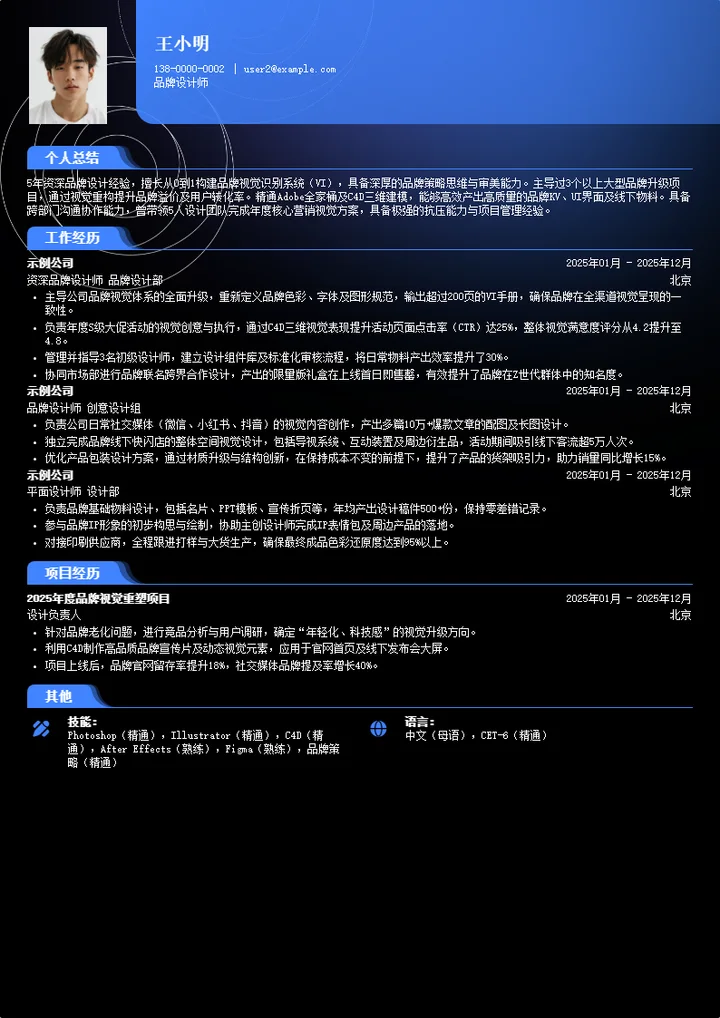 王小明
138-0000-0002 | user2@example.com
品牌设计师
个人总结
5年资深品牌设计经验，擅长从0到1构建品牌视觉识别系统（VI），具备深厚的品牌策略思维与审美能力。主导过3个以上大型品牌升级项
目，通过视觉重构提升品牌溢价及用户转化率。精通Adobe全家桶及C4D三维建模，能够高效产出高质量的品牌KV、UI界面及线下物料。具备
跨部门沟通协作能力，曾带领5人设计团队完成年度核心营销视觉方案，具备极强的抗压能力与项目管理经验。
工作经历
示例公司 2025年01月 - 2025年12月
资深品牌设计师 品牌设计部 北京
• 主导公司品牌视觉体系的全面升级，重新定义品牌色彩、字体及图形规范，输出超过200页的VI手册，确保品牌在全渠道视觉呈现的一
致性。
• 负责年度S级大促活动的视觉创意与执行，通过C4D三维视觉表现提升活动页面点击率（CTR）达25%，整体视觉满意度评分从4.2提升至
4.8。
• 管理并指导3名初级设计师，建立设计组件库及标准化审核流程，将日常物料产出效率提升了30%。
• 协同市场部进行品牌联名跨界合作设计，产出的限量版礼盒在上线首日即售罄，有效提升了品牌在Z世代群体中的知名度。
示例公司 2025年01月 - 2025年12月
品牌设计师 创意设计组 北京
• 负责公司日常社交媒体（微信、小红书、抖音）的视觉内容创作，产出多篇10万+爆款文章的配图及长图设计。
• 独立完成品牌线下快闪店的整体空间视觉设计，包括导视系统、互动装置及周边衍生品，活动期间吸引线下客流超5万人次。
• 优化产品包装设计方案，通过材质升级与结构创新，在保持成本不变的前提下，提升了产品的货架吸引力，助力销量同比增长15%。
示例公司 2025年01月 - 2025年12月
平面设计师 设计部 北京
• 负责品牌基础物料设计，包括名片、PPT模板、宣传折页等，年均产出设计稿件500+份，保持零差错记录。
• 参与品牌IP形象的初步构思与绘制，协助主创设计师完成IP表情包及周边产品的落地。
• 对接印刷供应商，全程跟进打样与大货生产，确保最终成品色彩还原度达到95%以上。
项目经历
2025年度品牌视觉重塑项目 2025年01月 - 2025年12月
设计负责人 北京
• 针对品牌老化问题，进行竞品分析与用户调研，确定“年轻化、科技感”的视觉升级方向。
• 利用C4D制作高品质品牌宣传片及动态视觉元素，应用于官网首页及线下发布会大屏。
• 项目上线后，品牌官网留存率提升18%，社交媒体品牌提及率增长40%。
其他
技能：
Photoshop（精通），Illustrator（精通），C4D（精
通），After Effects（熟练），Figma（熟练），品牌策
略（精通）
语言：
中文（母语），CET-6（精通）